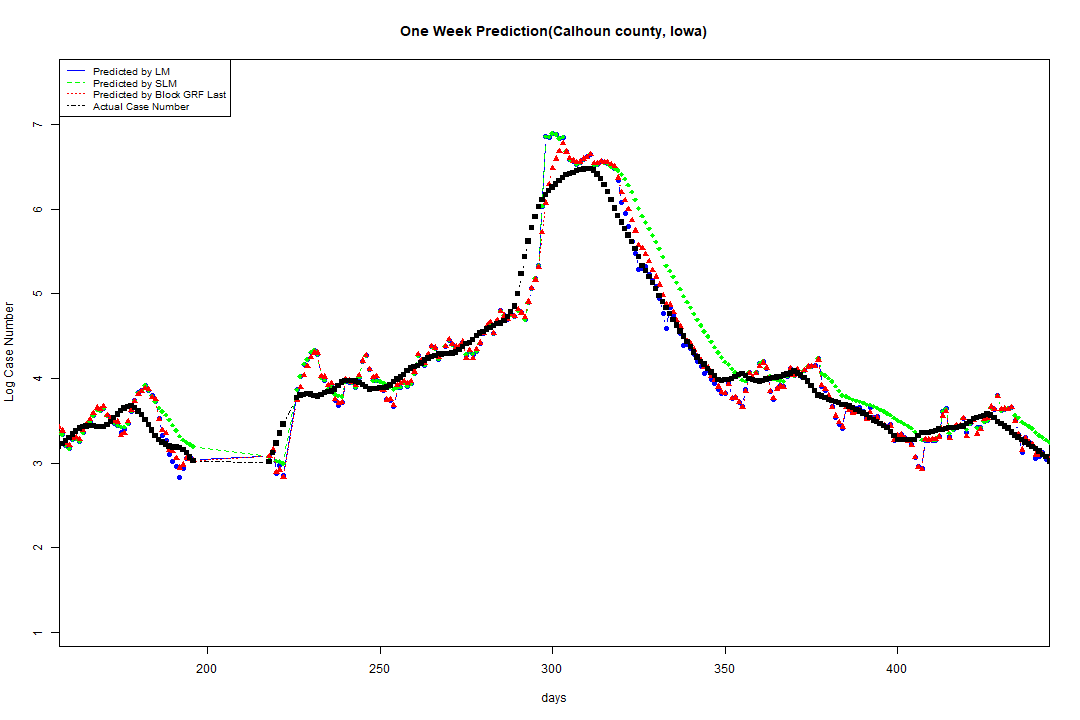 One Week Prediction(Calhoun county, Iowa)
Predicted by LM
Predicted by SLM
Predicted by Block GRF Last
Actual Case Number
7
6
5
4
3
2
1
Log Case Number
200 250 300 350 400
days